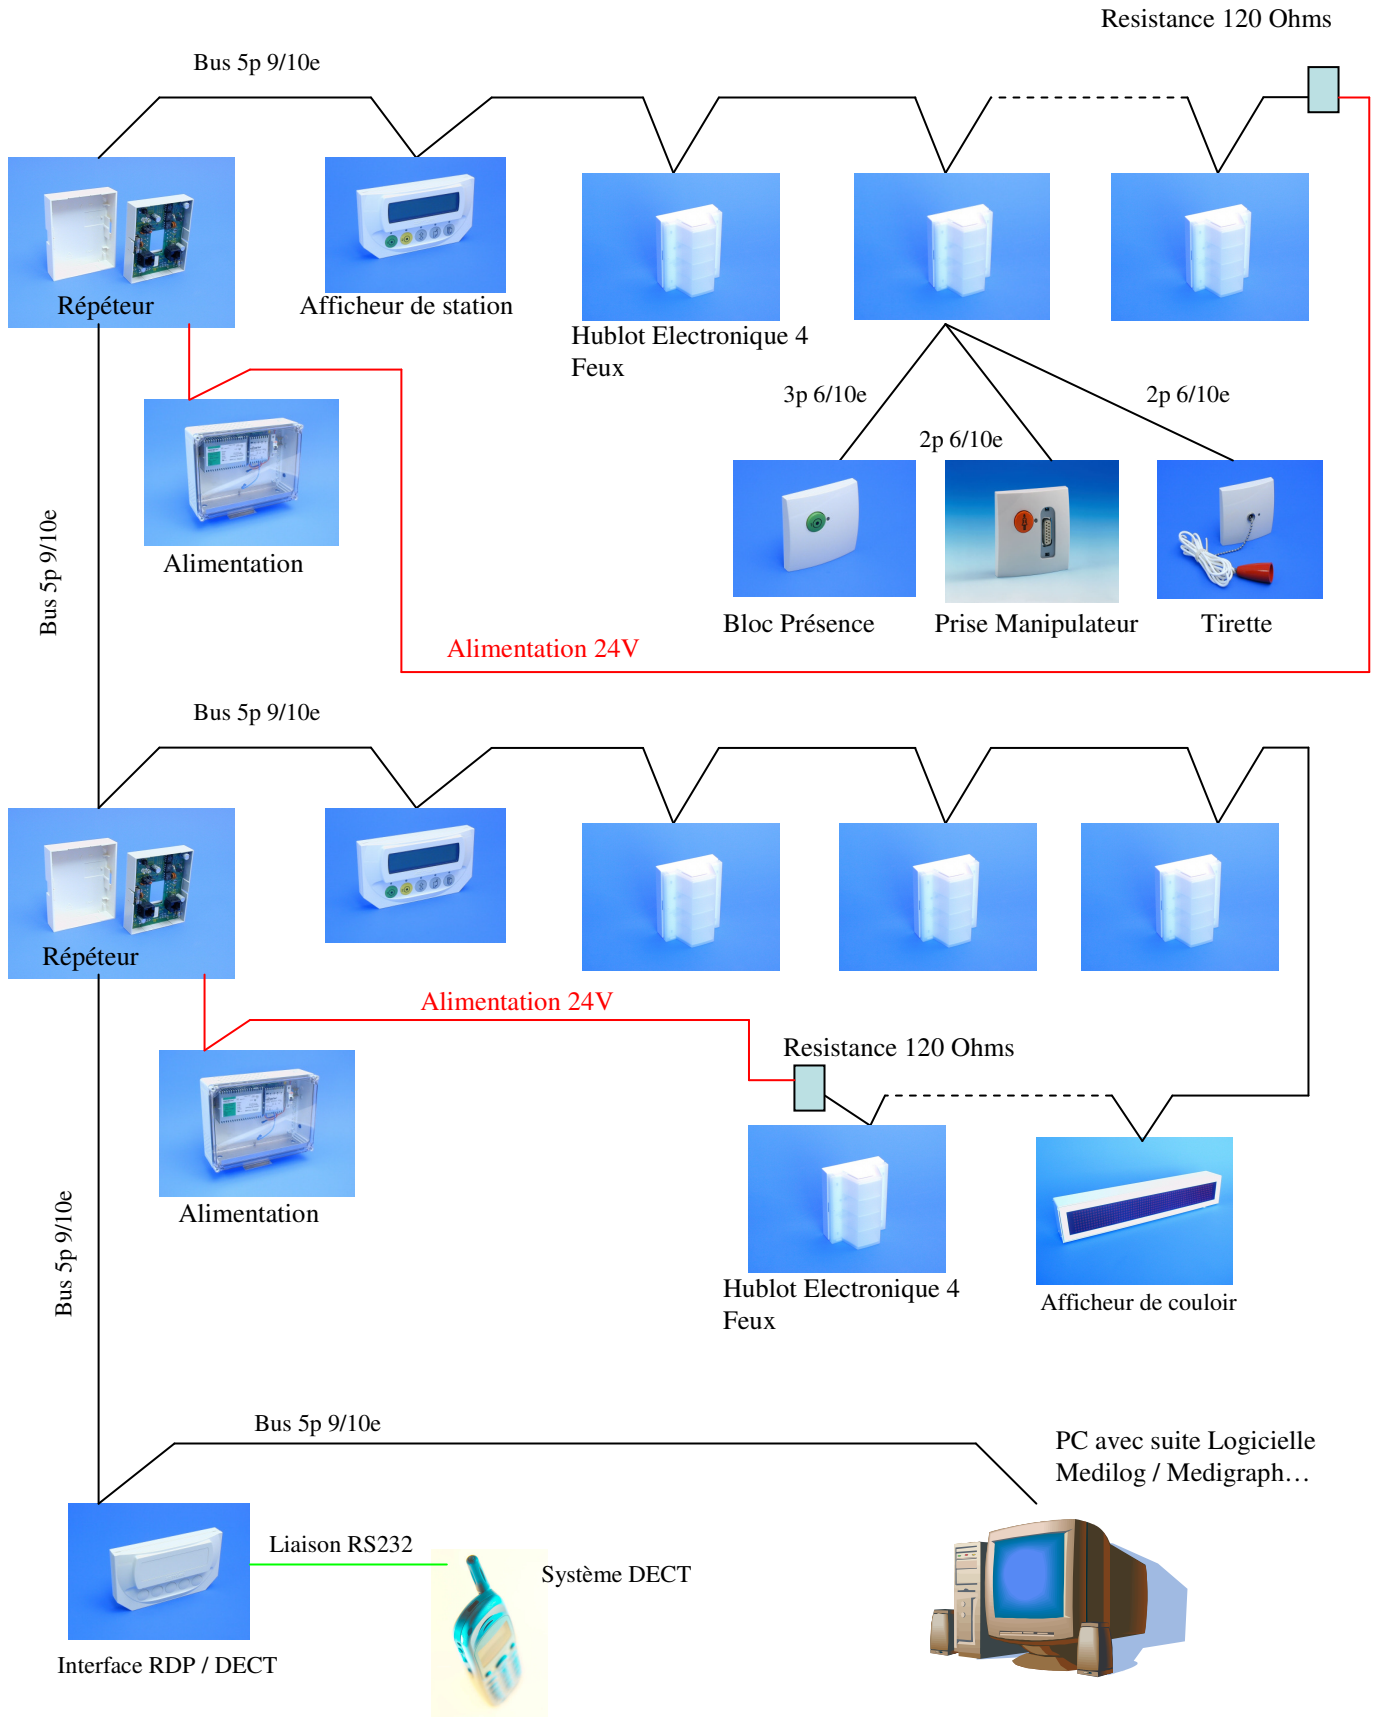 Resistance 120 Ohms
Bus 5p 9/10e
Répéteur
Afficheur de station
Hublot Electronique 4
Feux
3p 6/10e
2p 6/10e
2p 6/10e
Bus 5p 9/10e
Alimentation
Bloc Présence
Prise Manipulateur
Tirette
Alimentation 24V
Bus 5p 9/10e
Répéteur
Alimentation 24V
Resistance 120 Ohms
Bus 5p 9/10e
Alimentation
Hublot Electronique 4
Feux
Afficheur de couloir
Bus 5p 9/10e
PC avec suite Logicielle
Medilog / Medigraph…
Liaison RS232
Système DECT
Interface RDP / DECT